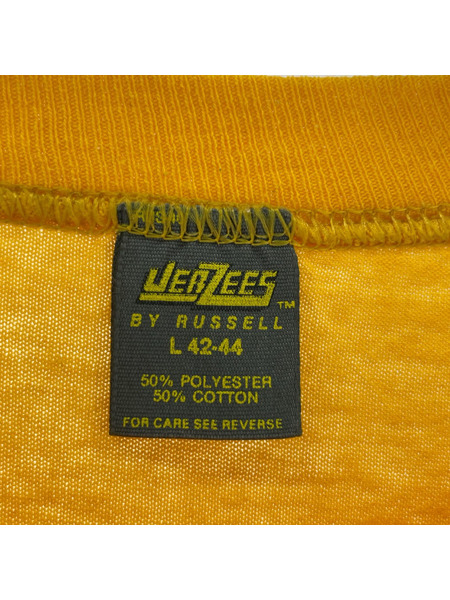 JERZEES™
BY RUSSELL
L 42-44
50% POLYESTER
50% COTTON
FOR CARE SEE REVERSE